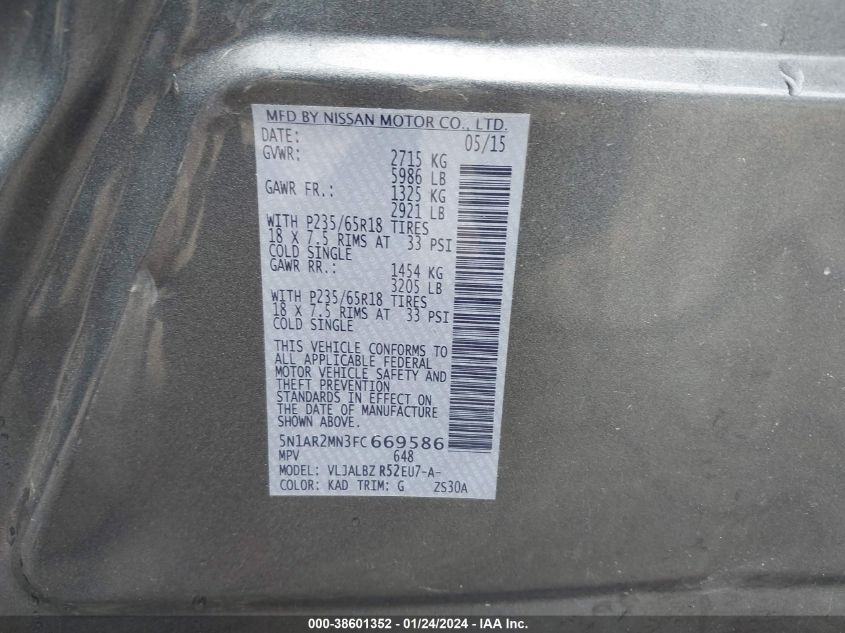 MFD BY NISSAN MOTOR CO., LTD.
DATE: 05/15
GVWR: 2715 KG
5986 LB
GAWR FR.: 1325 KG
2921 LB
WITH P235/65R18 TIRES
18 X 7.5 RIMS AT 33 PSI
COLD SINGLE
GAWR RR.: 1454 KG
3205 LB
WITH P235/65R18 TIRES
18 X 7.5 RIMS AT 33 PSI
COLD SINGLE
THIS VEHICLE CONFORMS TO
ALL APPLICABLE FEDERAL
MOTOR VEHICLE SAFETY AND
THEFT PREVENTION
STANDARDS IN EFFECT ON
THE DATE OF MANUFACTURE
SHOWN ABOVE.
5N1AR2MN3FC669586
MPV 648
MODEL: VLJALBZ R52EU7-A-
COLOR: KAD TRIM: G ZS30A
000-38601352 - 01/24/2024 - IAA Inc.